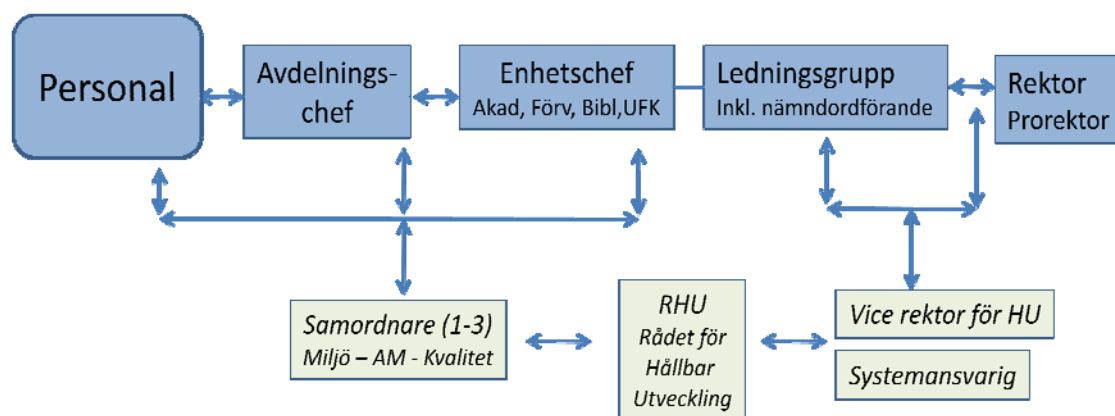 Personal
Avdelnings-
chef
Enhetschef
Akad, Förv, Bibl,UFK
Ledningsgrupp
Inkl. nämndordförande
Rektor
Prorektor
Samordnare (1-3)
Miljö – AM - Kvalitet
RHU
Rådet för
Hållbar
Utveckling
Vice rektor för HU
Systemansvarig